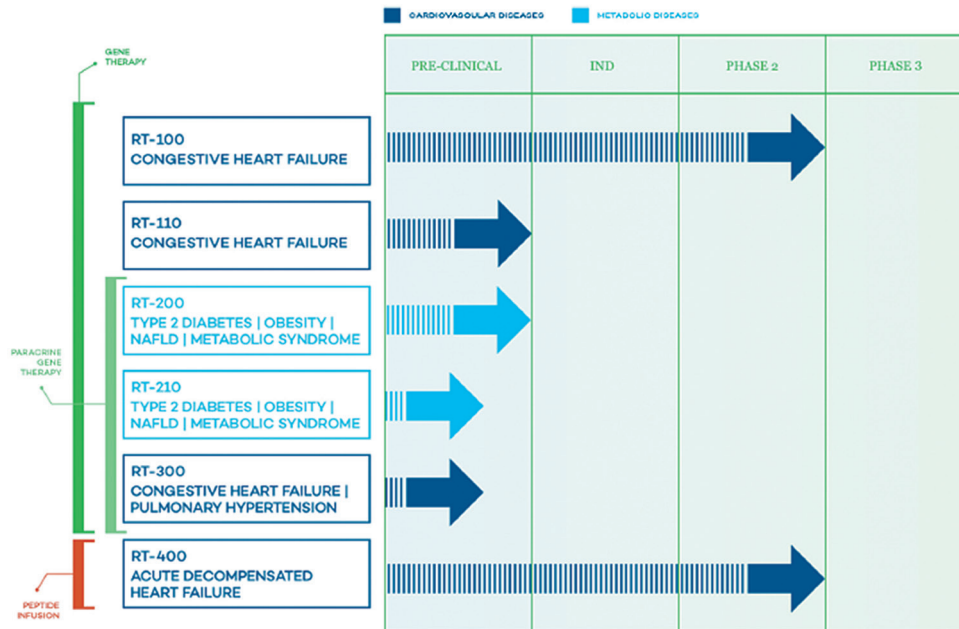 CARDIOVASCULAR DISEASES
METABOLIC DISEASES
GENE
THERAPY
PRE-CLINICAL
IND
PHASE 2
PHASE 3
RT-100
CONGESTIVE HEART FAILURE
RT-110
CONGESTIVE HEART FAILURE
RT-200
TYPE 2 DIABETES | OBESITY |
NAFLD | METABOLIC SYNDROME
PARACRINE
GENE
THERAPY
RT-210
TYPE 2 DIABETES | OBESITY |
NAFLD | METABOLIC SYNDROME
RT-300
CONGESTIVE HEART FAILURE |
PULMONARY HYPERTENSION
RT-400
ACUTE DECOMPENSATED
HEART FAILURE
PEPTIDE
INFUSION